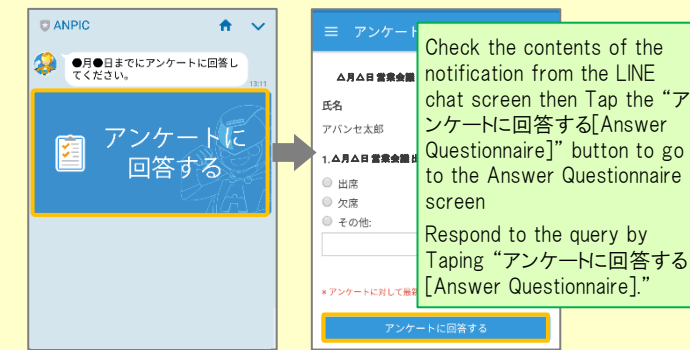 ANPIC
●月●日までにアンケートに回答し
てください。
13:11
アンケートに
回答する
アンケート
△月△日 営業会議
氏名
アバンセ太郎
1.△月△日 営業会議
出席
欠席
その他:
*アンケートに対して最
アンケートに回答する
Check the contents of the
notification from the LINE
chat screen then Tap the “ア
ンケートに回答する[Answer
Questionnaire]” button to go
to the Answer Questionnaire
screen
Respond to the query by
Taping “アンケートに回答する
[Answer Questionnaire].”